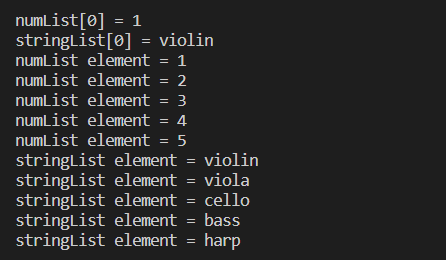 numList[0] = 1
stringList[0] = violin
numList element = 1
numList element = 2
numList element = 3
numList element = 4
numList element = 5
stringList element = violin
stringList element = viola
stringList element = cello
stringList element = bass
stringList element = harp